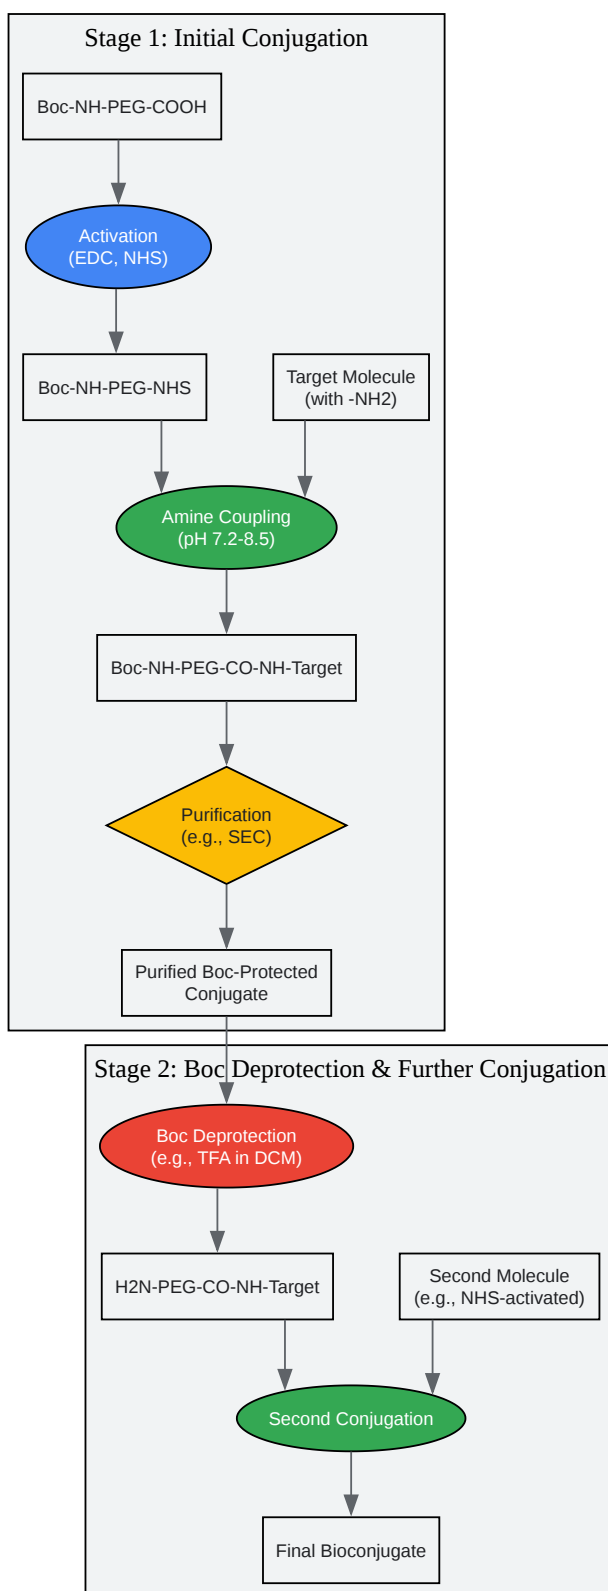 Stage 1: Initial Conjugation
Boc-NH-PEG-COOH
Activation
(EDC, NHS)
Boc-NH-PEG-NHS
Target Molecule
(with -NH2)
Amine Coupling
(pH 7.2-8.5)
Boc-NH-PEG-CO-NH-Target
Purification
(e.g., SEC)
Purified Boc-Protected
Conjugate
Stage 2: Boc Deprotection & Further Conjugation
Boc Deprotection
(e.g., TFA in DCM)
H2N-PEG-CO-NH-Target
Second Molecule
(e.g., NHS-activated)
Second Conjugation
Final Bioconjugate